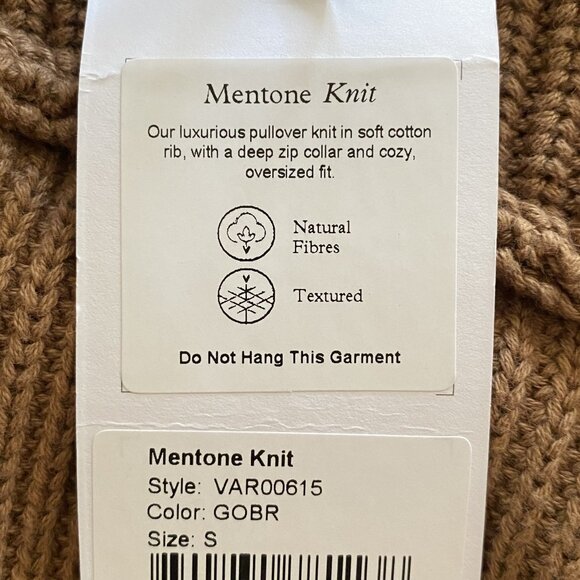 Mentone Knit
Our luxurious pullover knit in soft cotton
rib, with a deep zip collar and cozy,
oversized fit.
Natural
Fibres
Textured
Do Not Hang This Garment
Mentone Knit
Style: VAR00615
Color: GOBR
Size: S